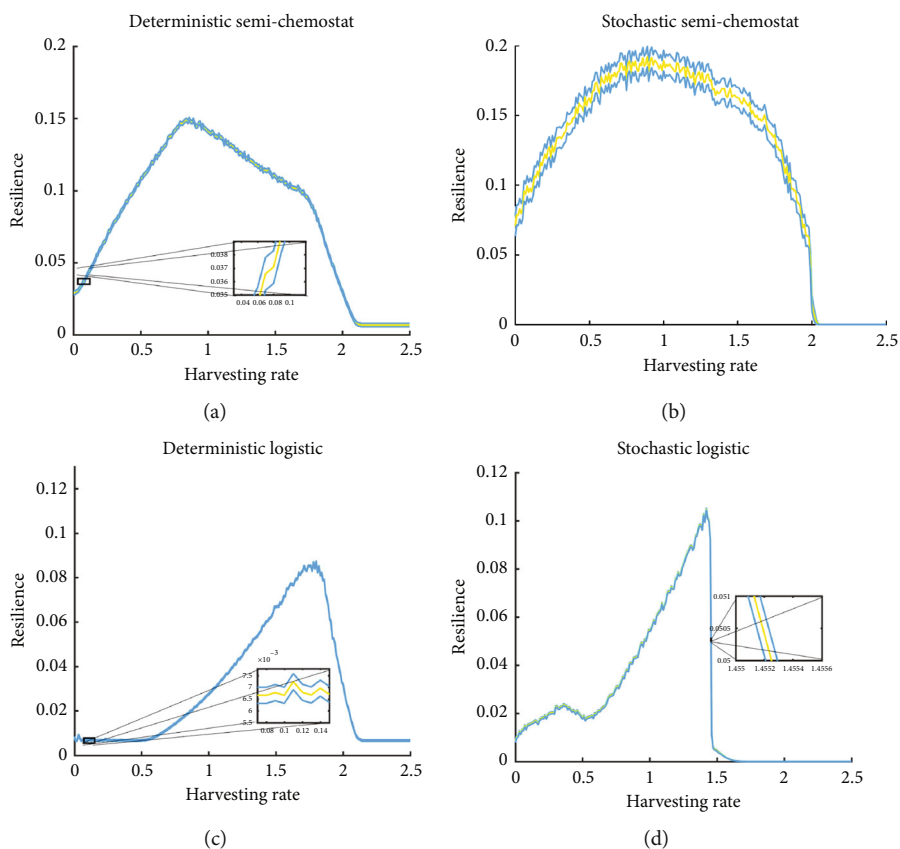 Deterministic semi-chemostat
0.2
0.15
0.1
0.05
0
Resilience
0.038
0.037
0.036
0.035
0.04 0.06 0.08 0.1
0 0.5 1 1.5 2 2.5
Harvesting rate
(a)
Stochastic semi-chemostat
0.2
0.15
0.1
0.05
0
Resilience
0 0.5 1 1.5 2 2.5
Harvesting rate
(b)
Deterministic logistic
0.12
0.1
0.08
0.06
0.04
0.02
0
Resilience
×10 −3
7.5
7
6.5
6
5.5
0.08 0.1 0.12 0.14
0 0.5 1 1.5 2 2.5
Harvesting rate
(c)
Stochastic logistic
0.12
0.1
0.08
0.06
0.04
0.02
0
Resilience
0.051
0.0505
0.05
1.455 1.4552 1.4554 1.4556
0 0.5 1 1.5 2 2.5
Harvesting rate
(d)